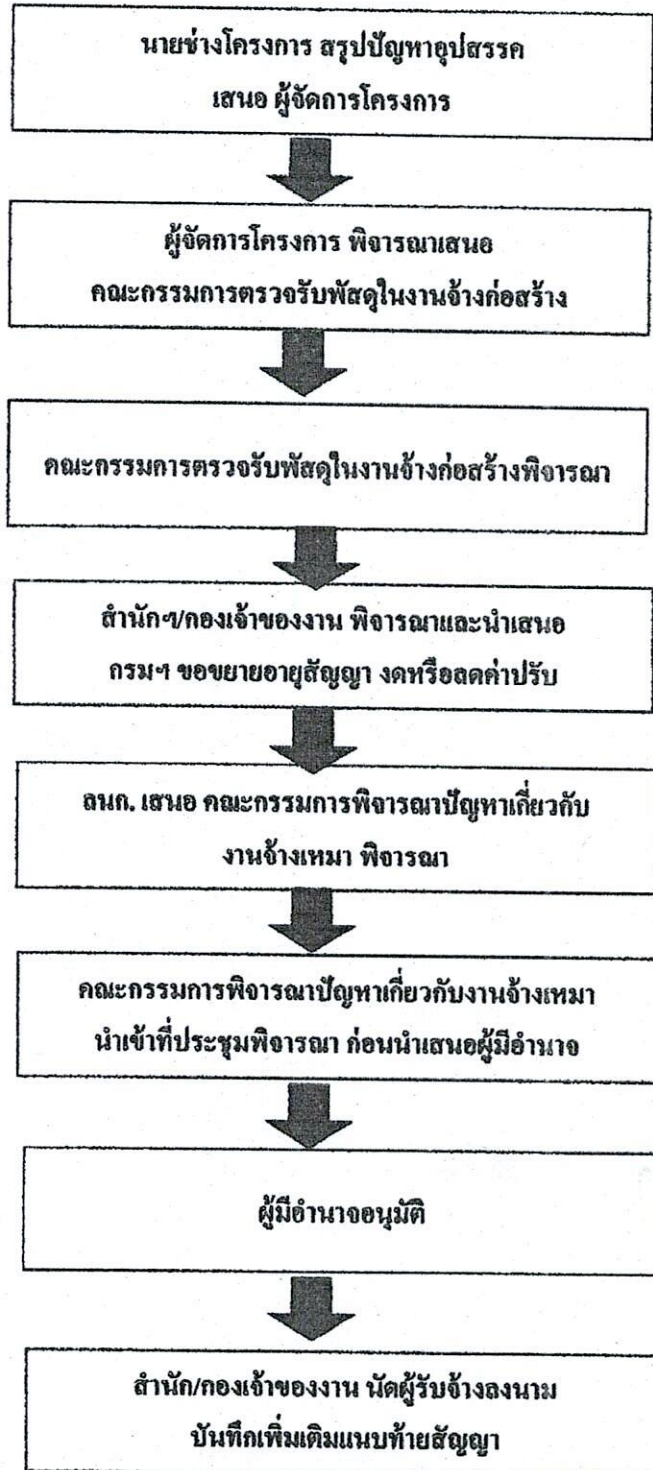 นายช่างโครงการ สรุปปัญหาอุปสรรค
เสนอ ผู้จัดการโครงการ
ผู้จัดการโครงการ พิจารณาเสนอ
คณะกรรมการตรวจรับพัสดุในงานจ้างก่อสร้าง
คณะกรรมการตรวจรับพัสดุในงานจ้างก่อสร้างพิจารณา
สำนักฯ/กองเจ้าของงาน พิจารณาและนำเสนอ
กรมฯ ขอขยายอายุสัญญา งดหรือลดค่าปรับ
ลนก. เสนอ คณะกรรมการพิจารณาปัญหาเกี่ยวกับ
งานจ้างเหมา พิจารณา
คณะกรรมการพิจารณาปัญหาเกี่ยวกับงานจ้างเหมา
นำเข้าที่ประชุมพิจารณา ก่อนนำเสนอผู้มีอำนาจ
ผู้มีอำนาจอนุมัติ
สำนัก/กองเจ้าของงาน นัดผู้รับจ้างลงนาม
บันทึกเพิ่มเติมแนบท้ายสัญญา